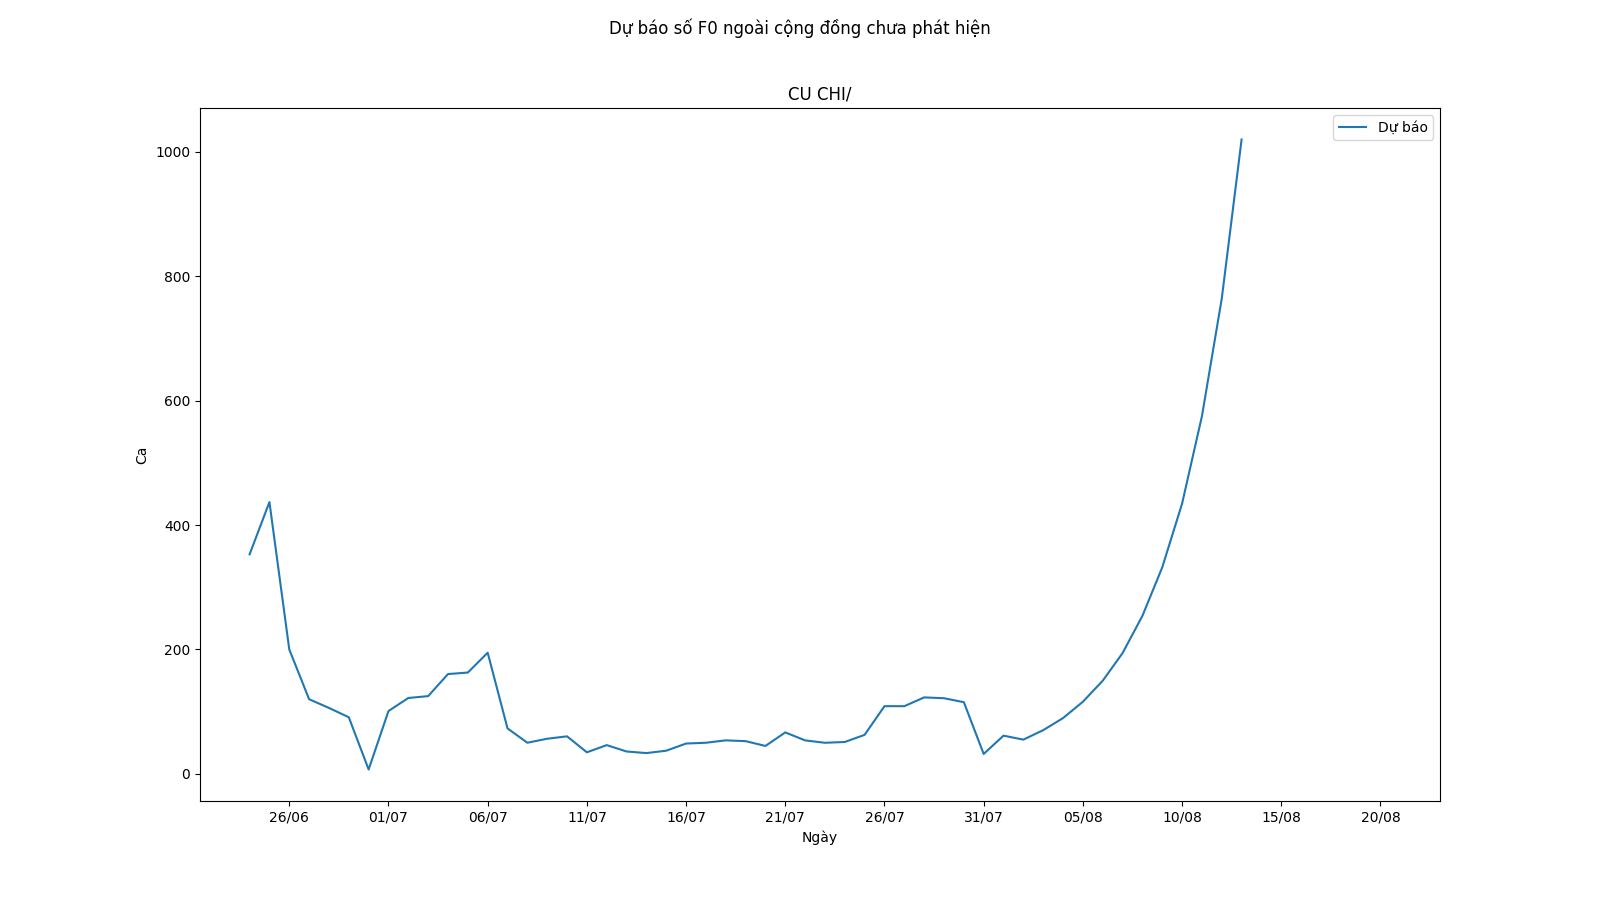 Dự báo số F0 ngoài cộng đồng chưa phát hiện
CU CHI/
Dự báo
1000
800
600
400
200
0
Ca
26/06 01/07 06/07 11/07 16/07 21/07 26/07 31/07 05/08 10/08 15/08 20/08
Ngày